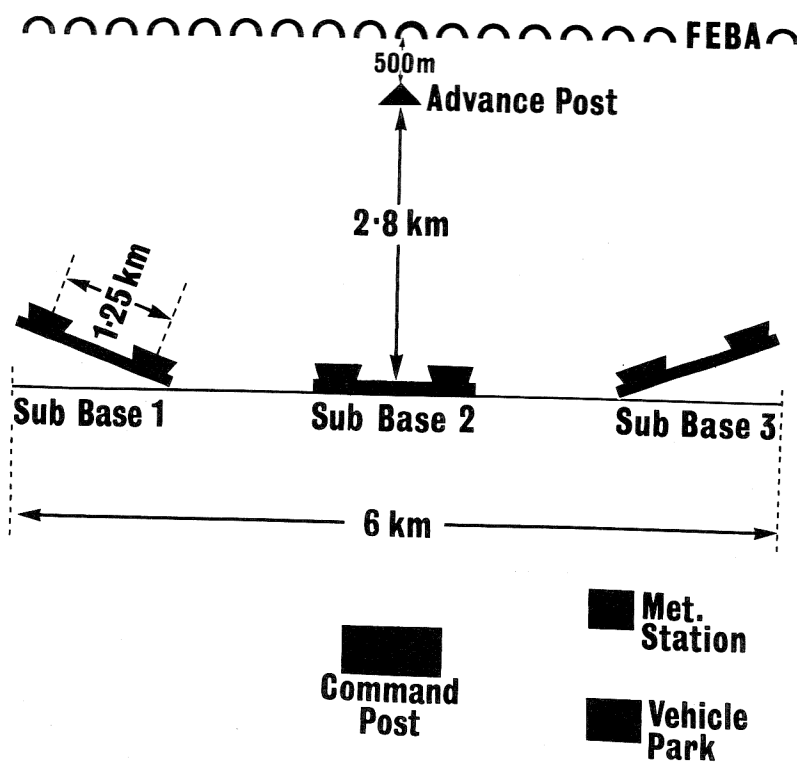 FEBA
500m
Advance Post
2·8 km
1·25 km
Sub Base 1
Sub Base 2
Sub Base 3
6 km
Met.
Station
Command
Post
Vehicle
Park